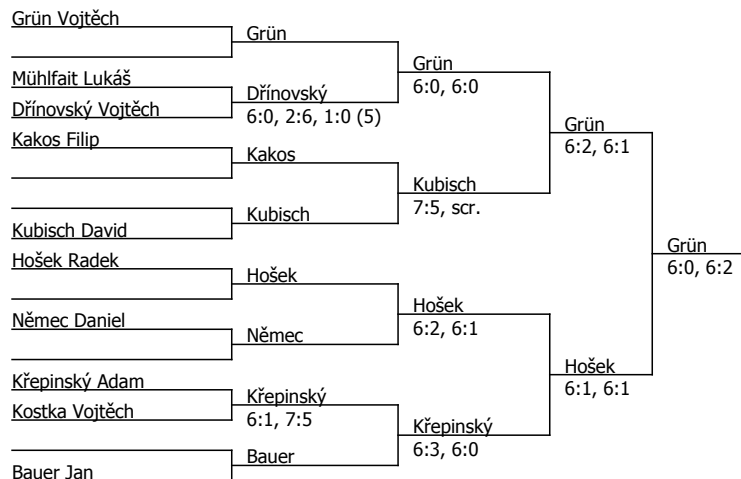 Grün Vojtěch
Grün
Grün
6:0, 6:0
Mühlfait Lukáš
Dřínovský
6:0, 2:6, 1:0 (5)
Dřínovský Vojtěch
Grün
6:2, 6:1
Kakos Filip
Kakos
Kubisch
7:5, scr.
Kubisch
Kubisch David
Grün
6:0, 6:2
Hošek Radek
Hošek
Hošek
6:2, 6:1
Němec Daniel
Němec
Hošek
6:1, 6:1
Křepinský Adam
Křepinský
6:1, 7:5
Kostka Vojtěch
Křepinský
6:3, 6:0
Bauer
Bauer Jan